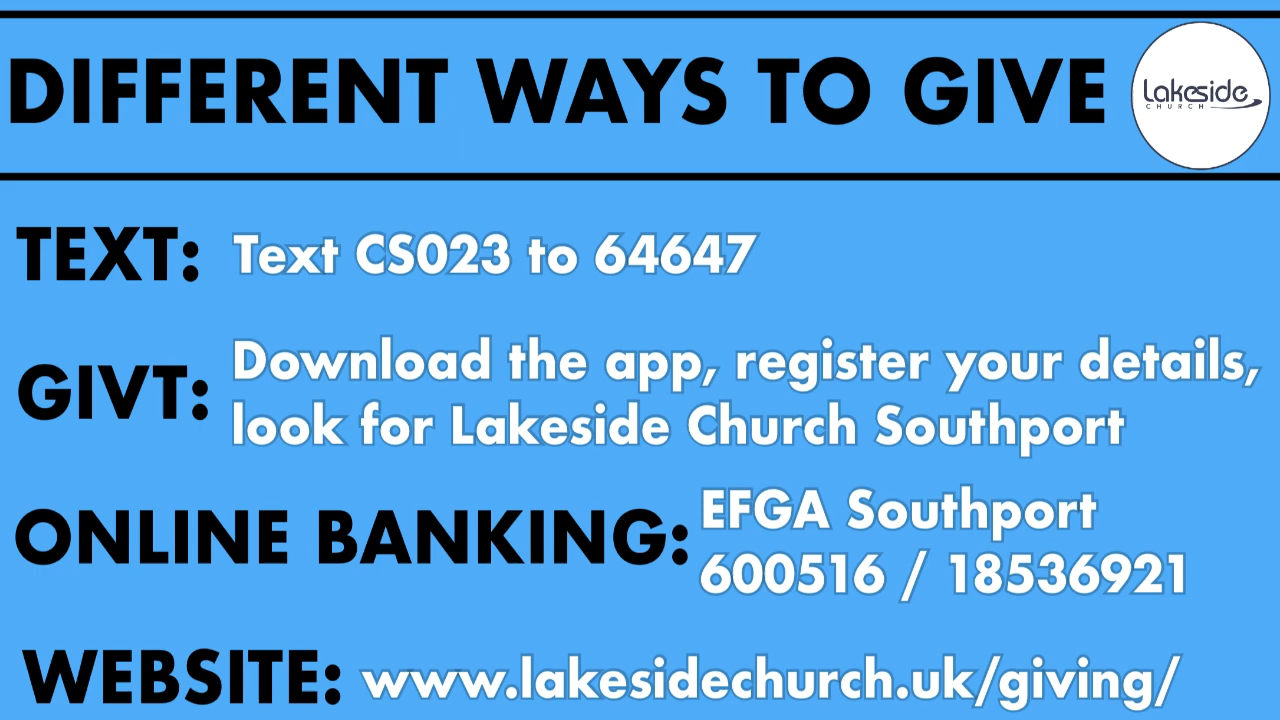 DIFFERENT WAYS TO GIVE
Lakeside
CHURCH
TEXT: Text CS023 to 64647
GIVT: Download the app, register your details,
look for Lakeside Church Southport
ONLINE BANKING: EFGA Southport
600516 / 18536921
WEBSITE: www.lakesidechurch.uk/giving/